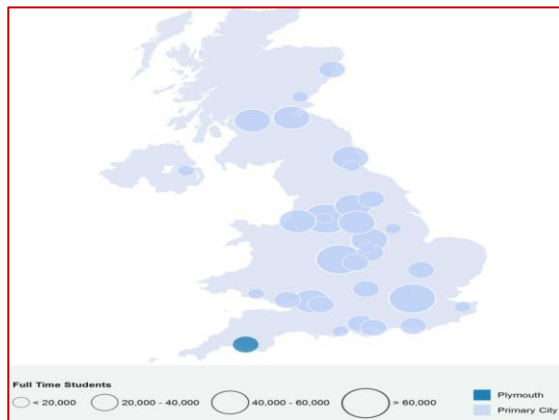 Full Time Students
< 20,000
20,000 - 40,000
40,000 - 60,000
> 60,000
Plymouth
Primary City